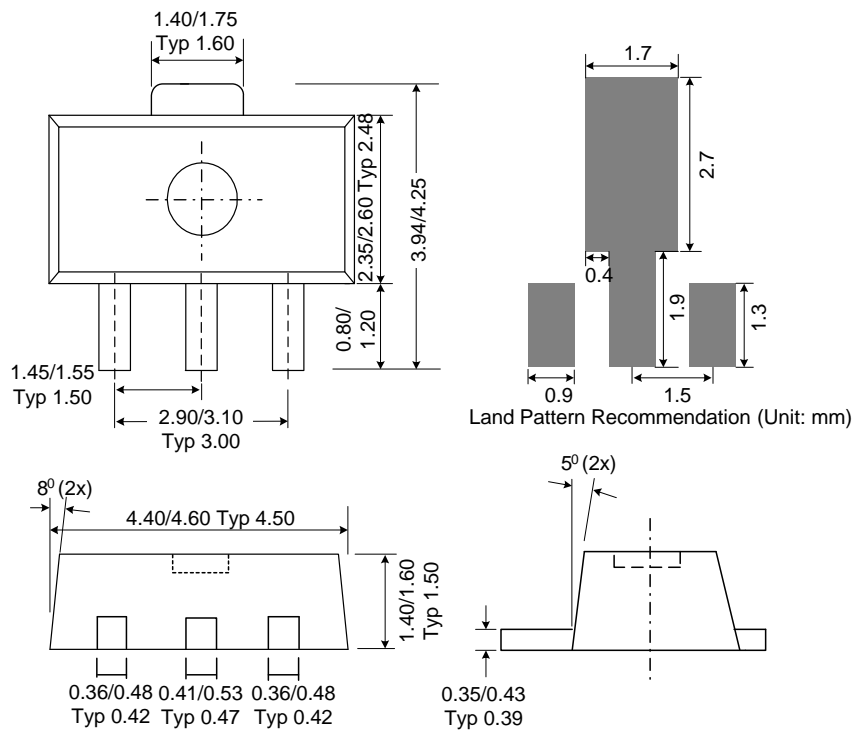 1.40/1.75
Typ 1.60
2.35/2.60 Typ 2.48
3.94/4.25
0.80/
1.20
1.45/1.55
Typ 1.50
2.90/3.10
Typ 3.00
1.7
2.7
0.4
1.9
1.3
0.9
1.5
Land Pattern Recommendation (Unit: mm)
8⁰ (2x)
4.40/4.60 Typ 4.50
1.40/1.60
Typ 1.50
0.36/0.48 0.41/0.53 0.36/0.48
Typ 0.42 Typ 0.47 Typ 0.42
5⁰ (2x)
0.35/0.43
Typ 0.39